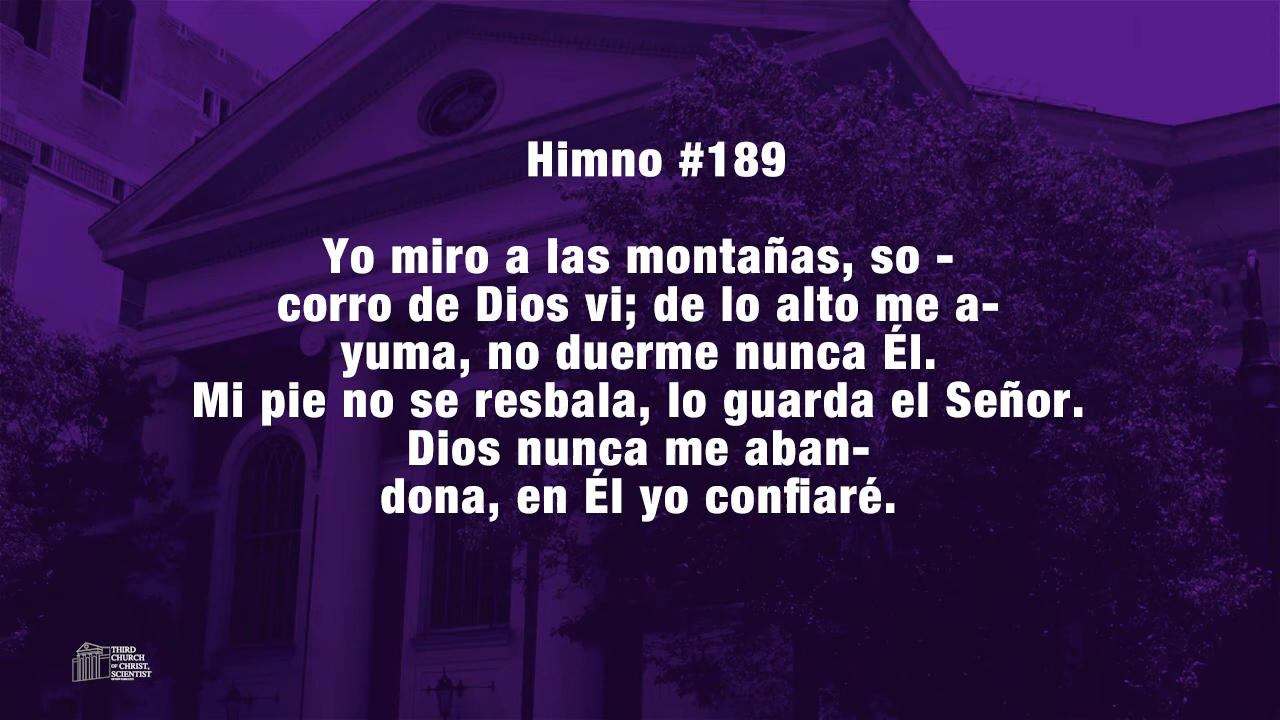 Himno #189
Yo miro a las montañas, so -
corro de Dios vi; de lo alto me a-
yuma, no duerme nunca Él.
Mi pie no se resbala, lo guarda el Señor.
Dios nunca me aban-
dona, en Él yo confiaré.
THIRD
CHURCH
OF CHRIST,
SCIENTIST